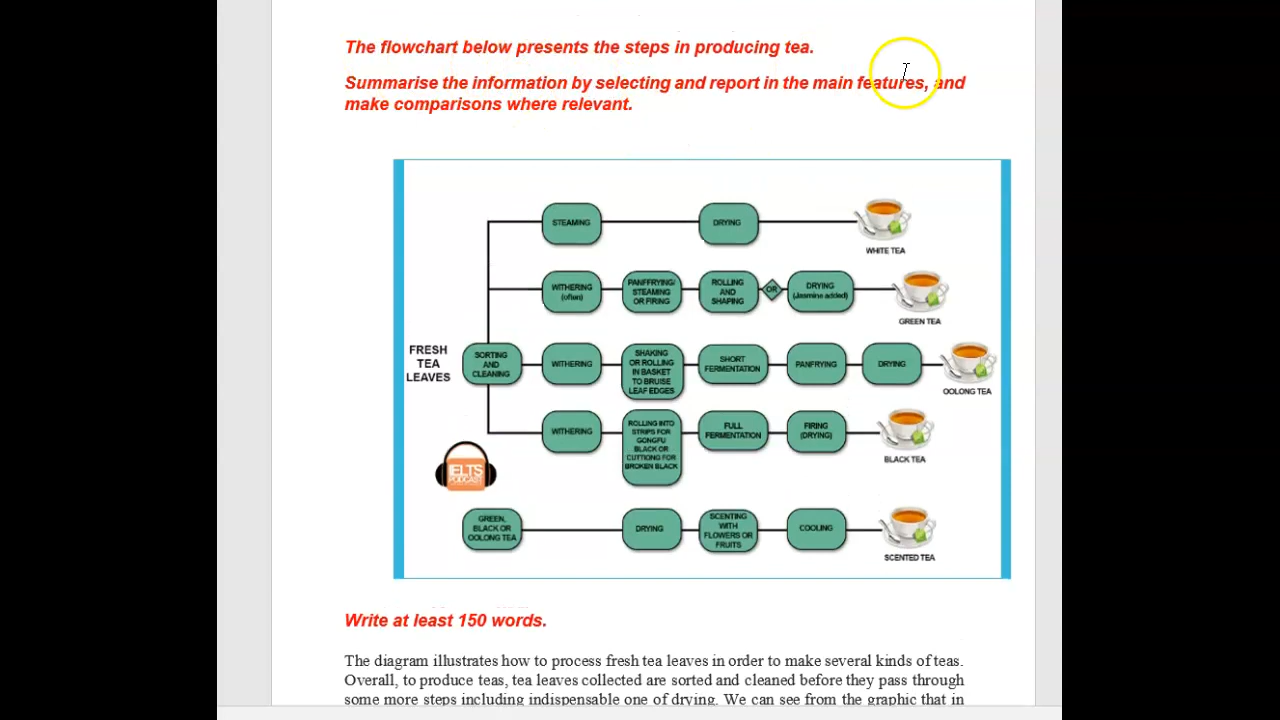 The flowchart below presents the steps in producing tea.
Summarise the information by selecting and report in the main features, and
make comparisons where relevant.
STEAMING
DRYING
WHITE TEA
WITHERING
(often)
PANFFRYING/
STEAMING
OR FIRING
ROLLING
AND
SHAPING
OR
DRYING
(Jasmine added)
GREEN TEA
FRESH
TEA
LEAVES
SORTING
AND
CLEANING
WITHERING
SHAKING
OR ROLLING
IN BASKET
TO BRUISE
LEAF EDGES
SHORT
FERMENTATION
PANFRYING
DRYING
OOLONG TEA
WITHERING
ROLLING INTO
STRIPS FOR
GONGFU
BLACK OR
CUTTIONG FOR
BROKEN BLACK
FULL
FERMENTATION
FIRING
(DRYING)
BLACK TEA
IELTS
PODCAST
GREEN,
BLACK OR
OOLONG TEA
DRYING
SCENTING
WITH
FLOWERS OR
FRUITS
COOLING
SCENTED TEA
Write at least 150 words.
The diagram illustrates how to process fresh tea leaves in order to make several kinds of teas.
Overall, to produce teas, tea leaves collected are sorted and cleaned before they pass through
some more steps including indispensable one of drying. We can see from the graphic that in